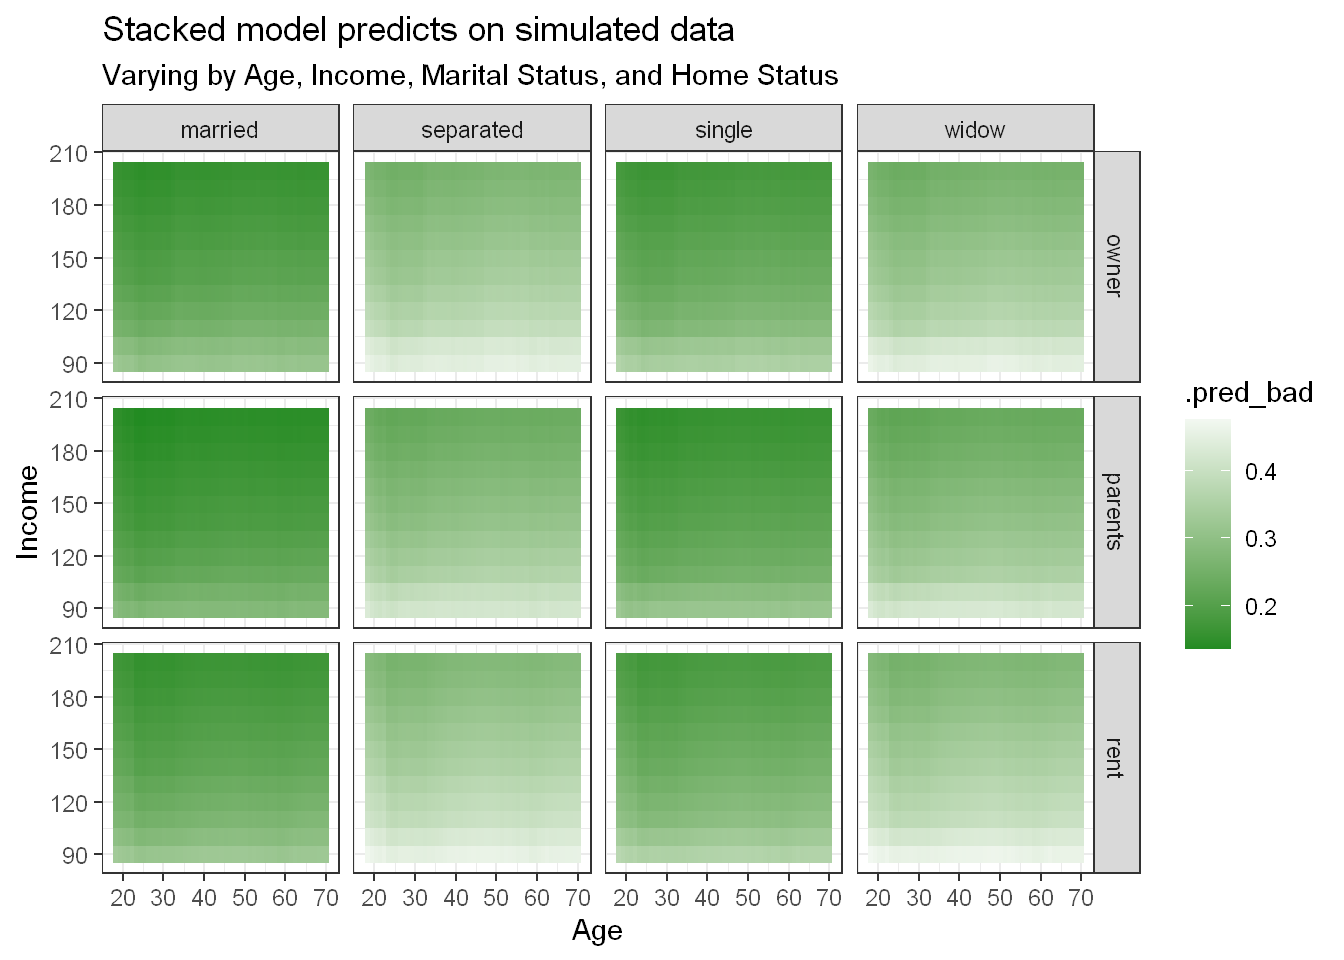 Stacked model predicts on simulated data
Varying by Age, Income, Marital Status, and Home Status
married separated single widow
210
180
150
120
90
owner
210
180
150
120
90
parents
210
180
150
120
90
rent
Income
20 30 40 50 60 70 20 30 40 50 60 70 20 30 40 50 60 70 20 30 40 50 60 70
Age
.pred_bad
0.4
0.3
0.2